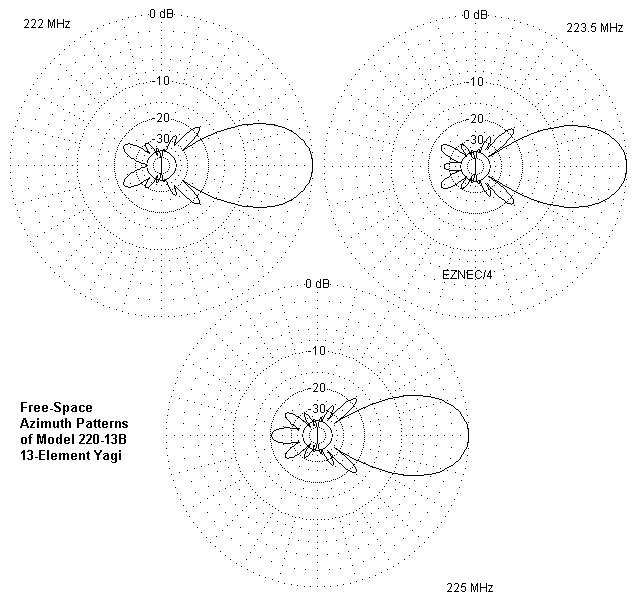 222 MHz
0 dB
-10
-20
-30
0 dB
-10
-20
-30
223.5 MHz
EZNEC/4
0 dB
-10
-20
-30
Free-Space
Azimuth Patterns
of Model 220-13B
13-Element Yagi
225 MHz